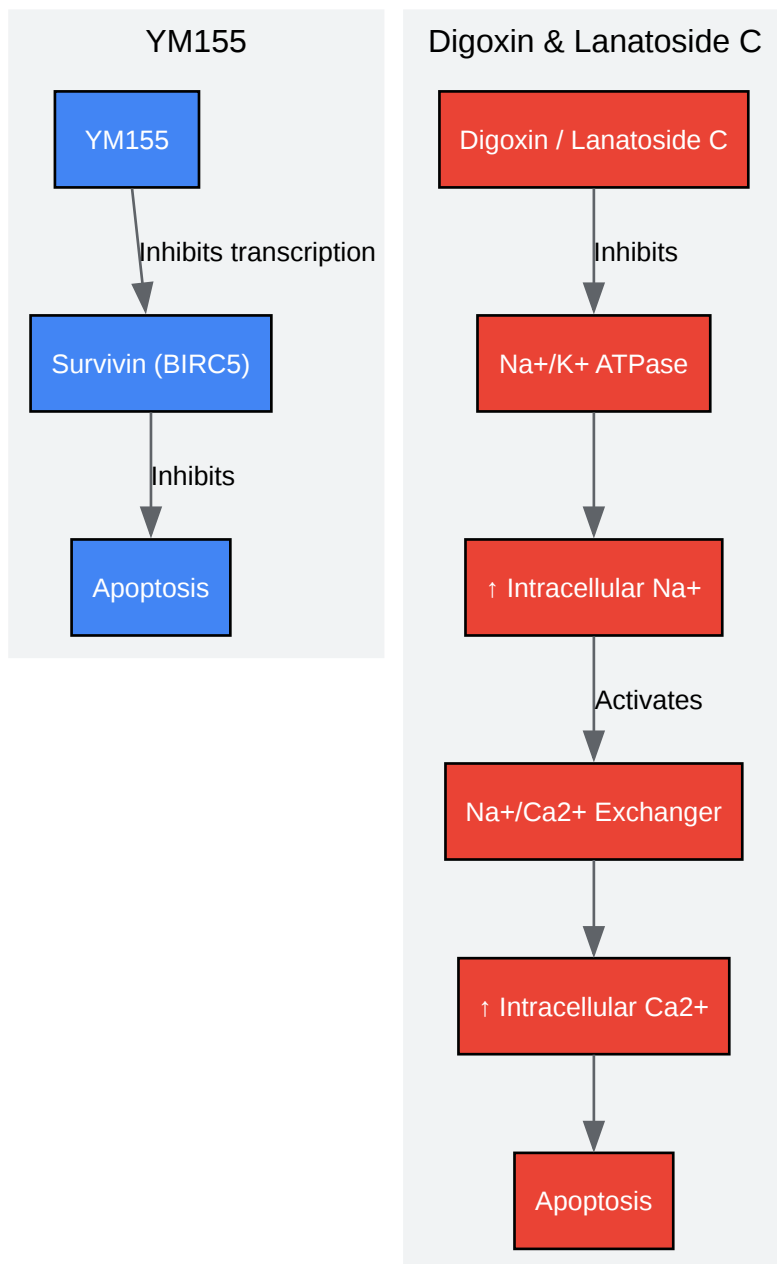 YM155
YM155
Inhibits transcription
Survivin (BIRC5)
Inhibits
Apoptosis
Digoxin & Lanatoside C
Digoxin / Lanatoside C
Inhibits
Na+/K+ ATPase
↑ Intracellular Na+
Activates
Na+/Ca2+ Exchanger
↑ Intracellular Ca2+
Apoptosis